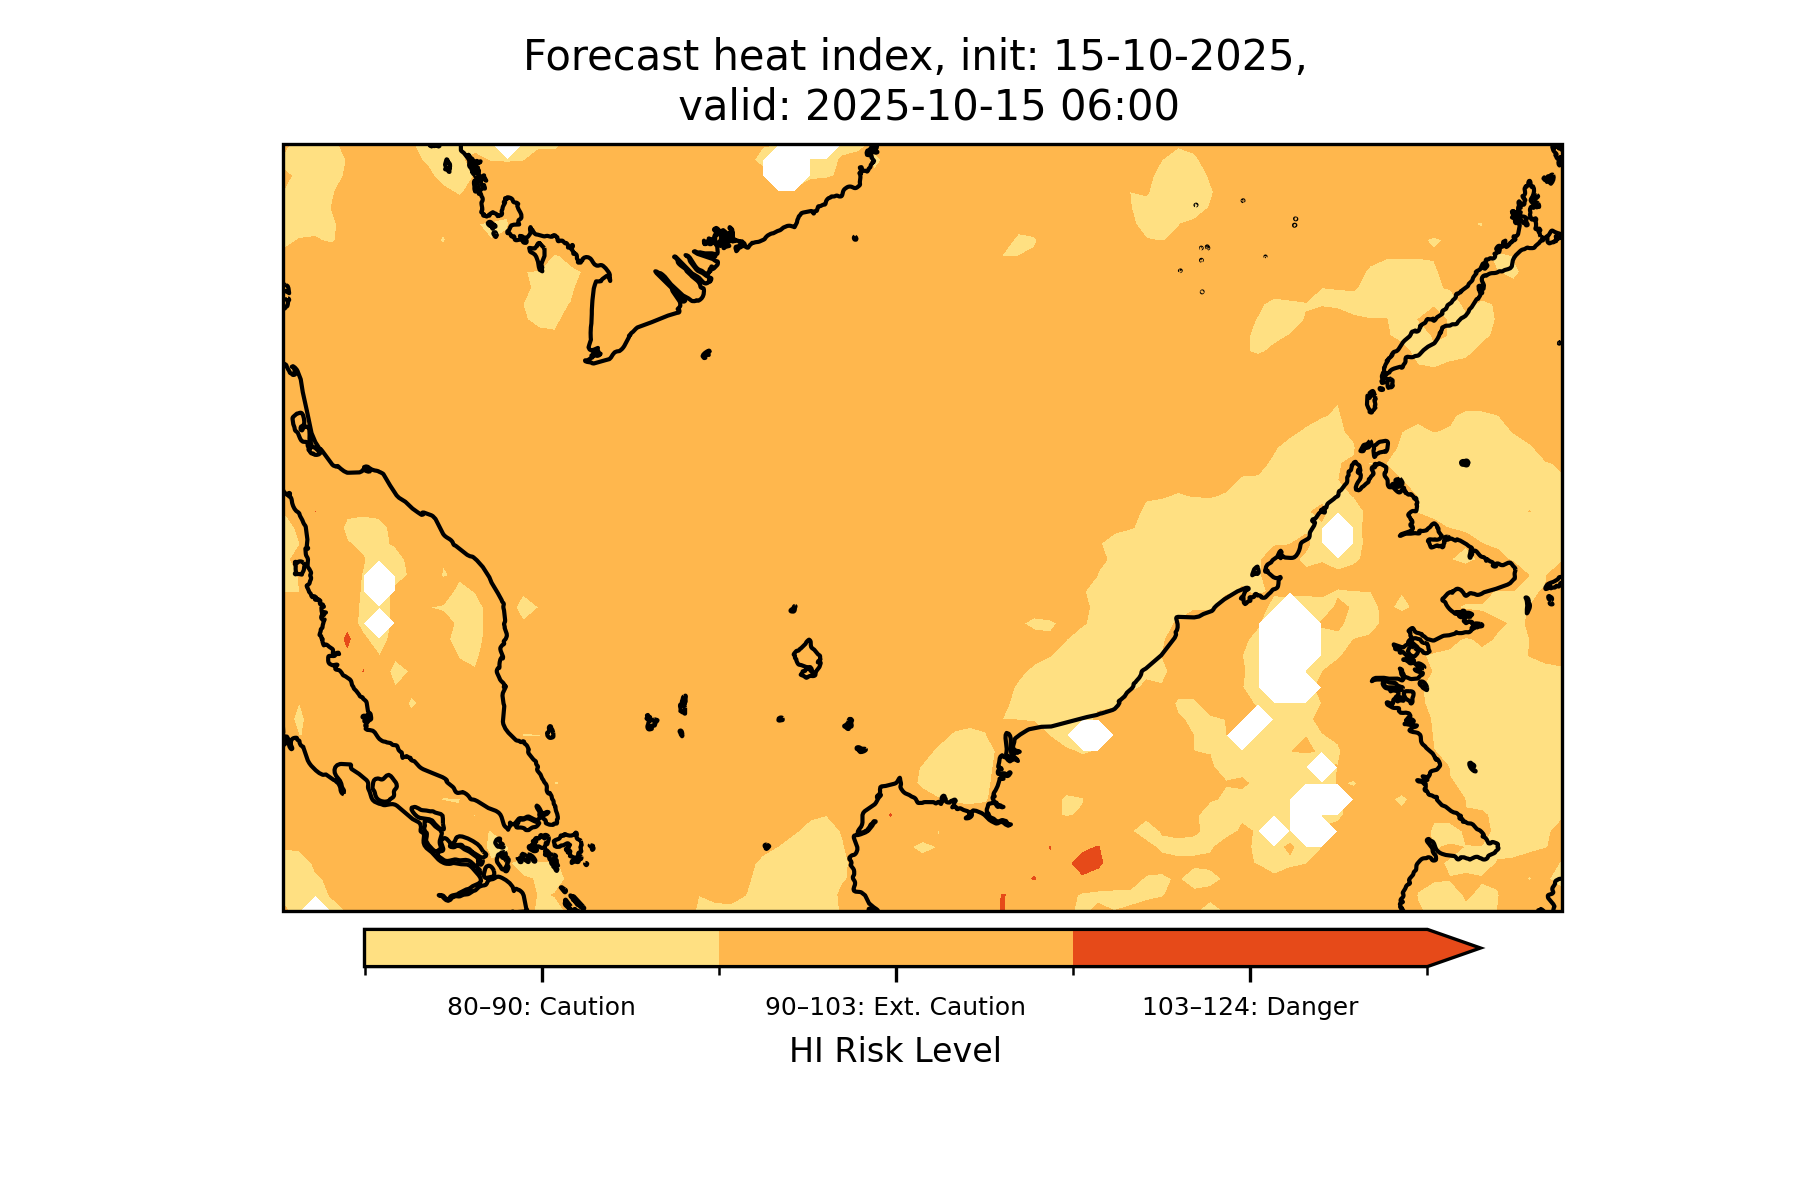 Forecast heat index, init: 15-10-2025,
valid: 2025-10-15 06:00
80–90: Caution
90–103: Ext. Caution
103–124: Danger
HI Risk Level